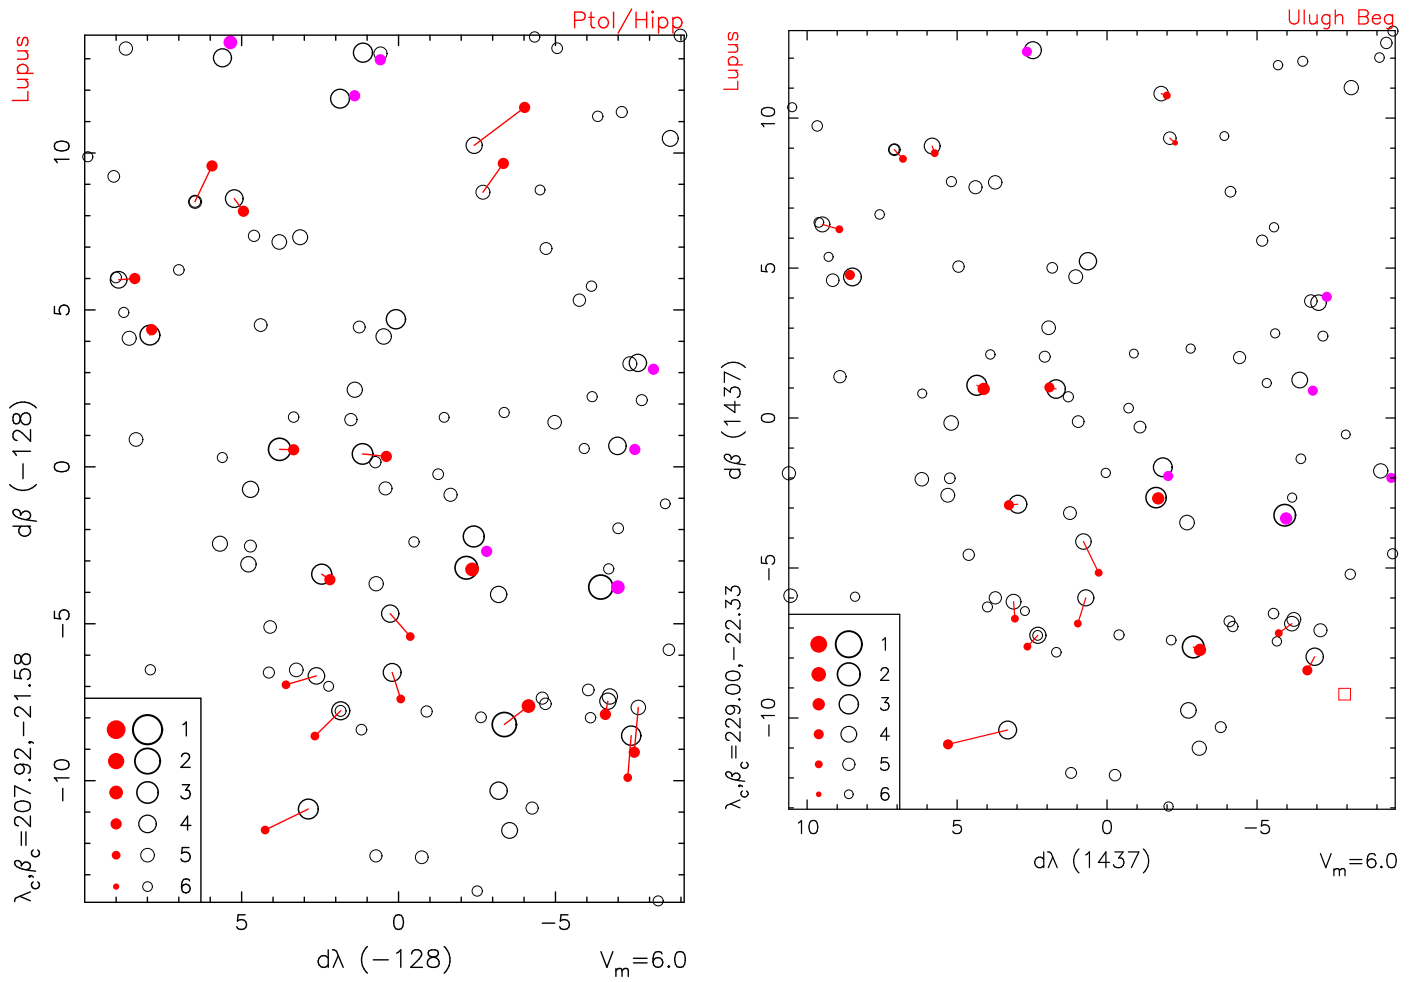 Ptol/Hipp
Lupus
10
5
0
−5
−10
dβ (−128)
λc,βc=207.92,−21.58
1
2
3
4
5
6
5
0
−5
dλ (−128)
Vm=6.0
Ulugh Beg
Lupus
10
5
0
−5
−10
dβ (1437)
λc,βc=229.00,−22.33
1
2
3
4
5
6
10
5
0
−5
dλ (1437)
Vm=6.0